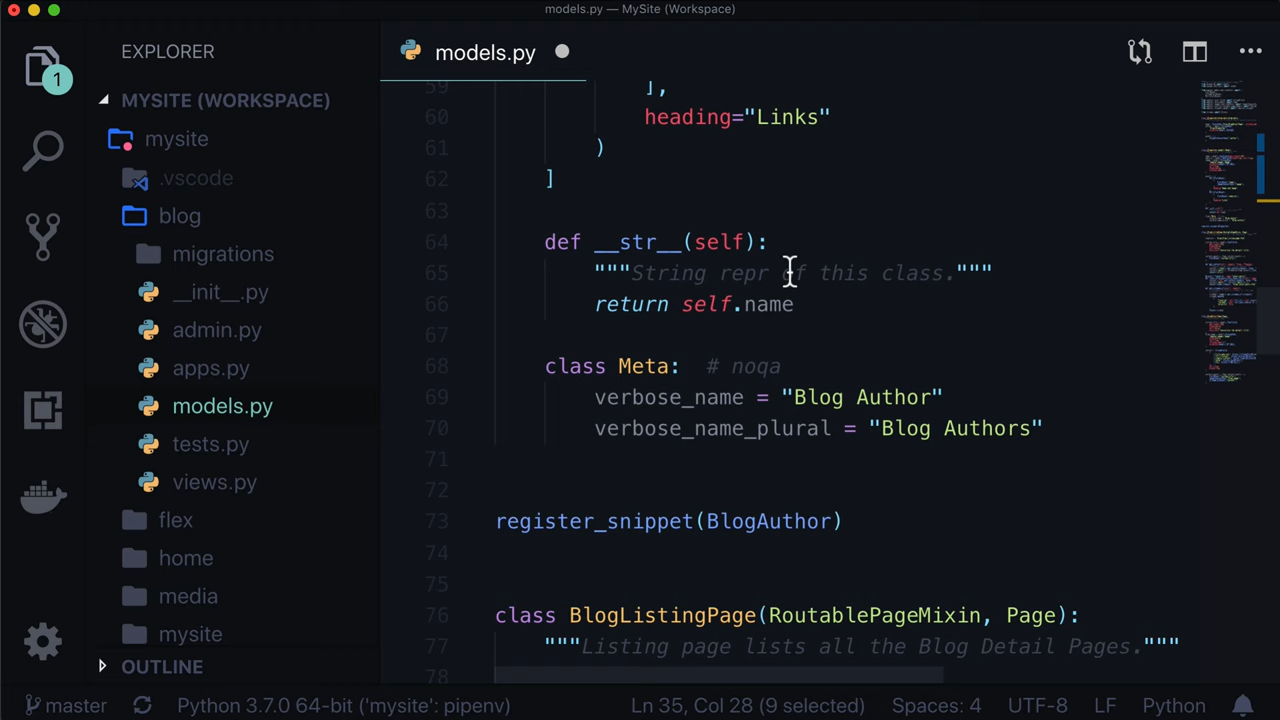 models.py — MySite (Workspace)
EXPLORER
1
MYSITE (WORKSPACE)
mysite
.vscode
blog
migrations
__init__.py
admin.py
apps.py
models.py
tests.py
views.py
flex
home
media
mysite
OUTLINE
models.py
59 ],
60 heading="Links"
61 )
62 ]
63
64 def __str__(self):
65 """String repr of this class."""
66 return self.name
67
68 class Meta: # noqa
69 verbose_name = "Blog Author"
70 verbose_name_plural = "Blog Authors"
71
72
73 register_snippet(BlogAuthor)
74
75
76 class BlogListingPage(RoutablePageMixin, Page):
77 """Listing page lists all the Blog Detail Pages."""
78
master Python 3.7.0 64-bit ('mysite': pipenv) Ln 35, Col 28 (9 selected) Spaces: 4 UTF-8 LF Python